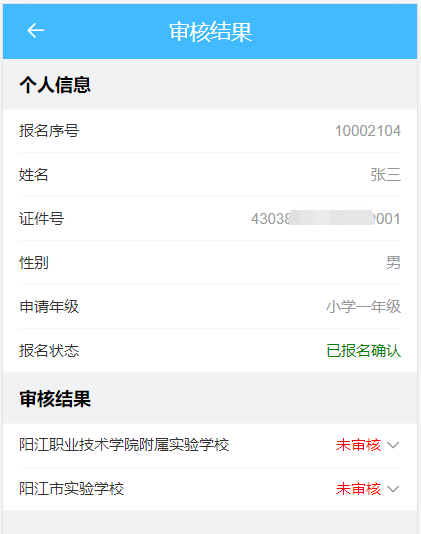 审核结果
个人信息
报名序号 10002104
姓名 张三
证件号 43038 001
性别 男
申请年级 小学一年级
报名状态 已报名确认
审核结果
阳江职业技术学院附属实验学校 未审核
阳江市实验学校 未审核